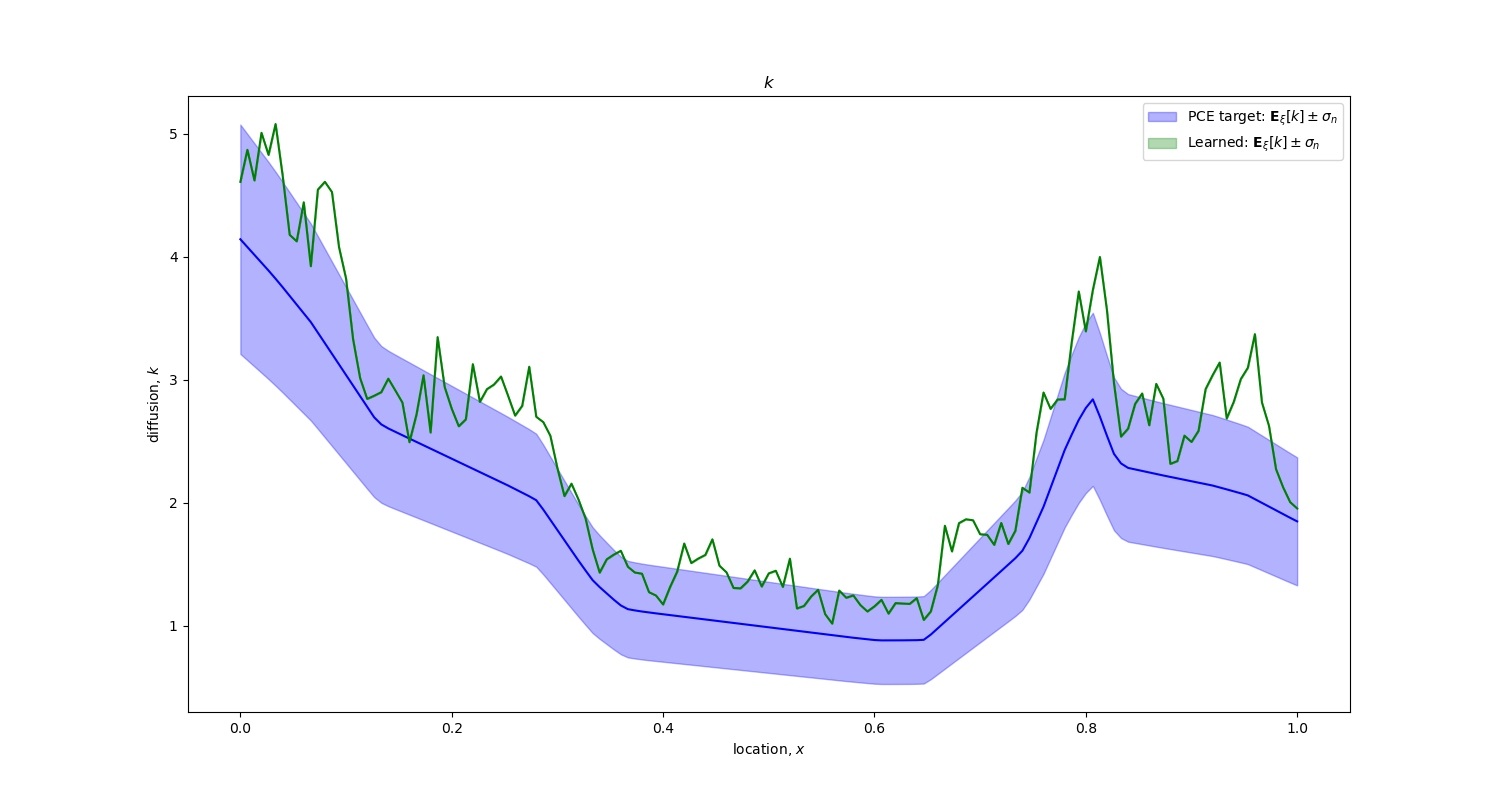 k
PCE target: E_ξ[k] ± σ_n
Learned: E_ξ[k] ± σ_n
diffusion, k
5
4
3
2
1
0.0 0.2 0.4 0.6 0.8 1.0
location, x